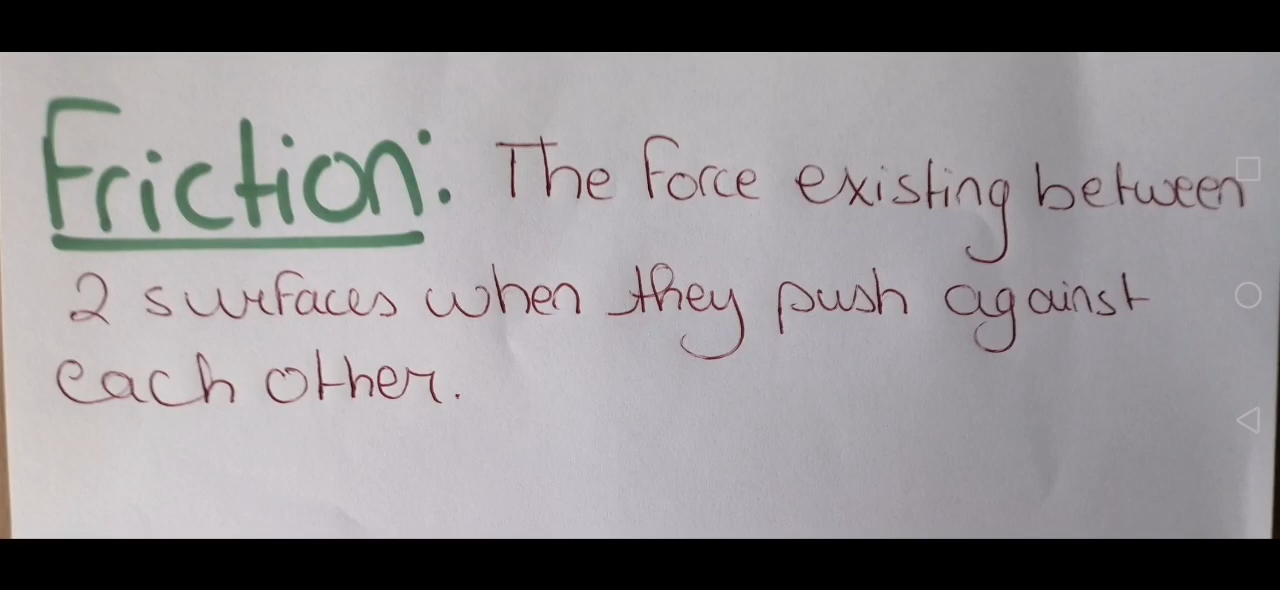 Friction: The force existing between
2 surfaces when they push against
each other.